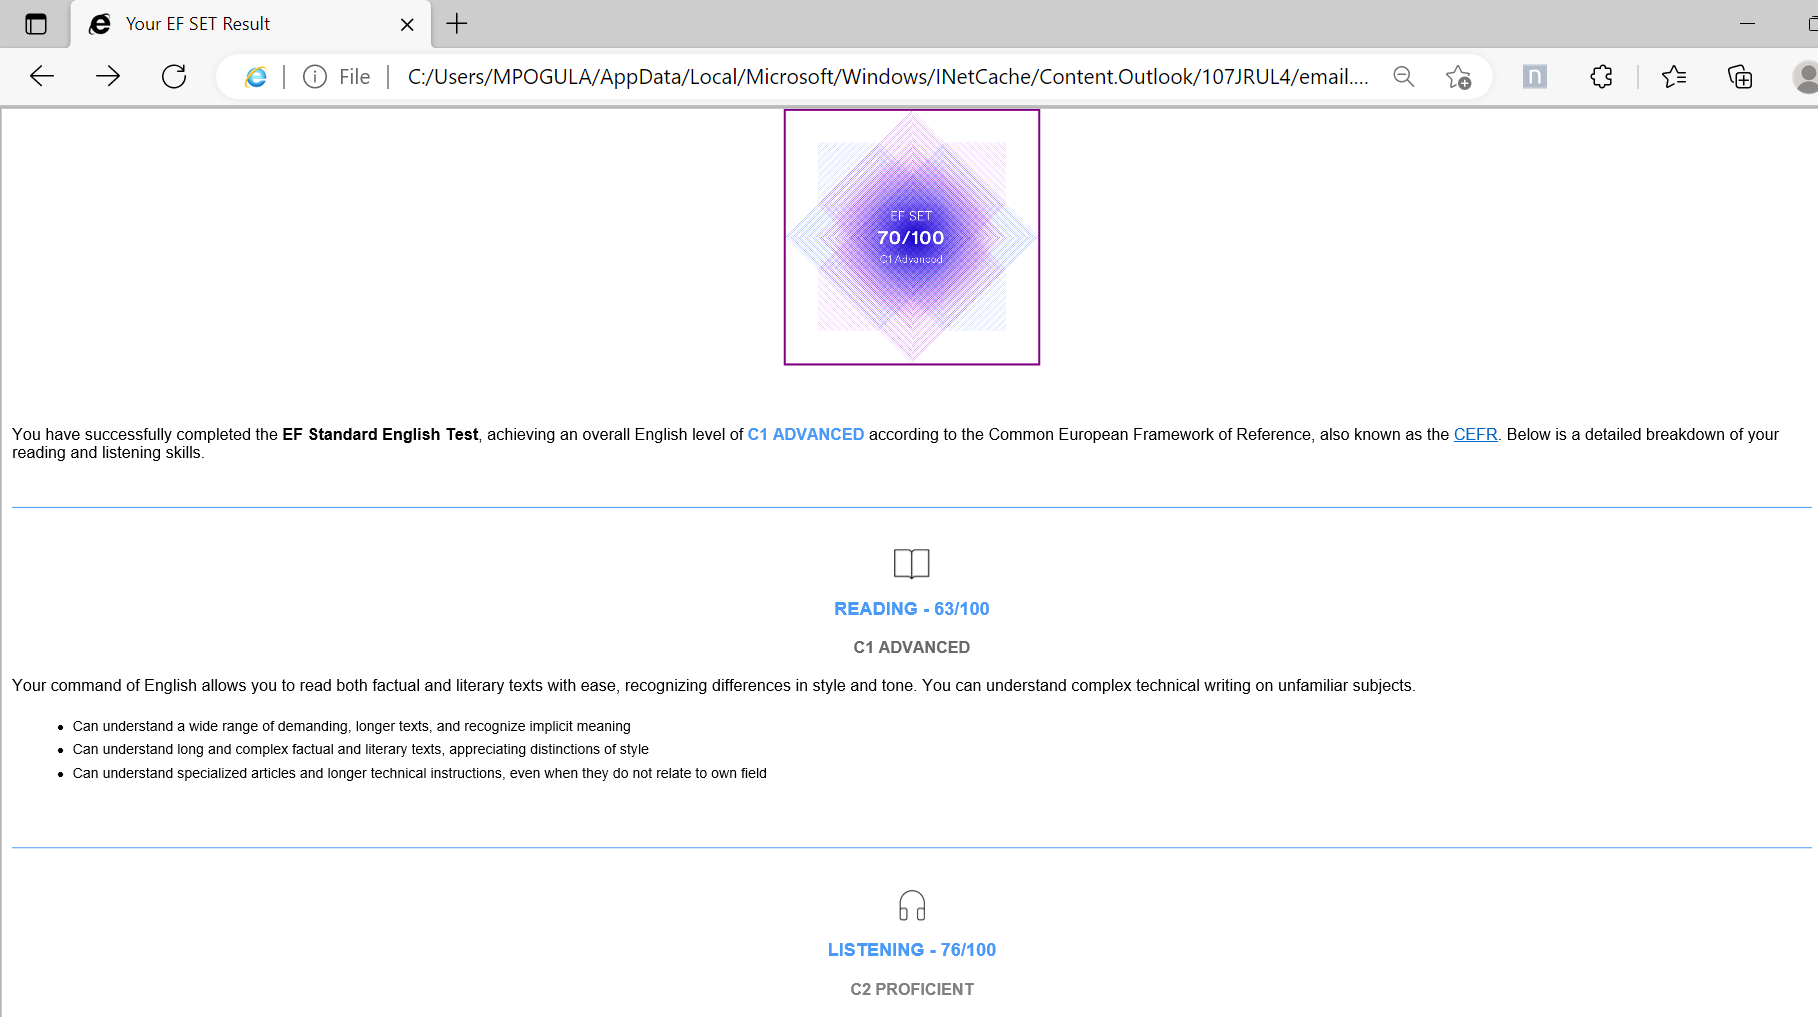 Your EF SET Result
File
C:/Users/MPOGULA/AppData/Local/Microsoft/Windows/INetCache/Content.Outlook/107JRUL4/email....
n
EF SET
70/100
C1 Advanced
You have successfully completed the EF Standard English Test, achieving an overall English level of C1 ADVANCED according to the Common European Framework of Reference, also known as the CEFR. Below is a detailed breakdown of your
reading and listening skills.
READING - 63/100
C1 ADVANCED
Your command of English allows you to read both factual and literary texts with ease, recognizing differences in style and tone. You can understand complex technical writing on unfamiliar subjects.
• Can understand a wide range of demanding, longer texts, and recognize implicit meaning
• Can understand long and complex factual and literary texts, appreciating distinctions of style
• Can understand specialized articles and longer technical instructions, even when they do not relate to own field
LISTENING - 76/100
C2 PROFICIENT